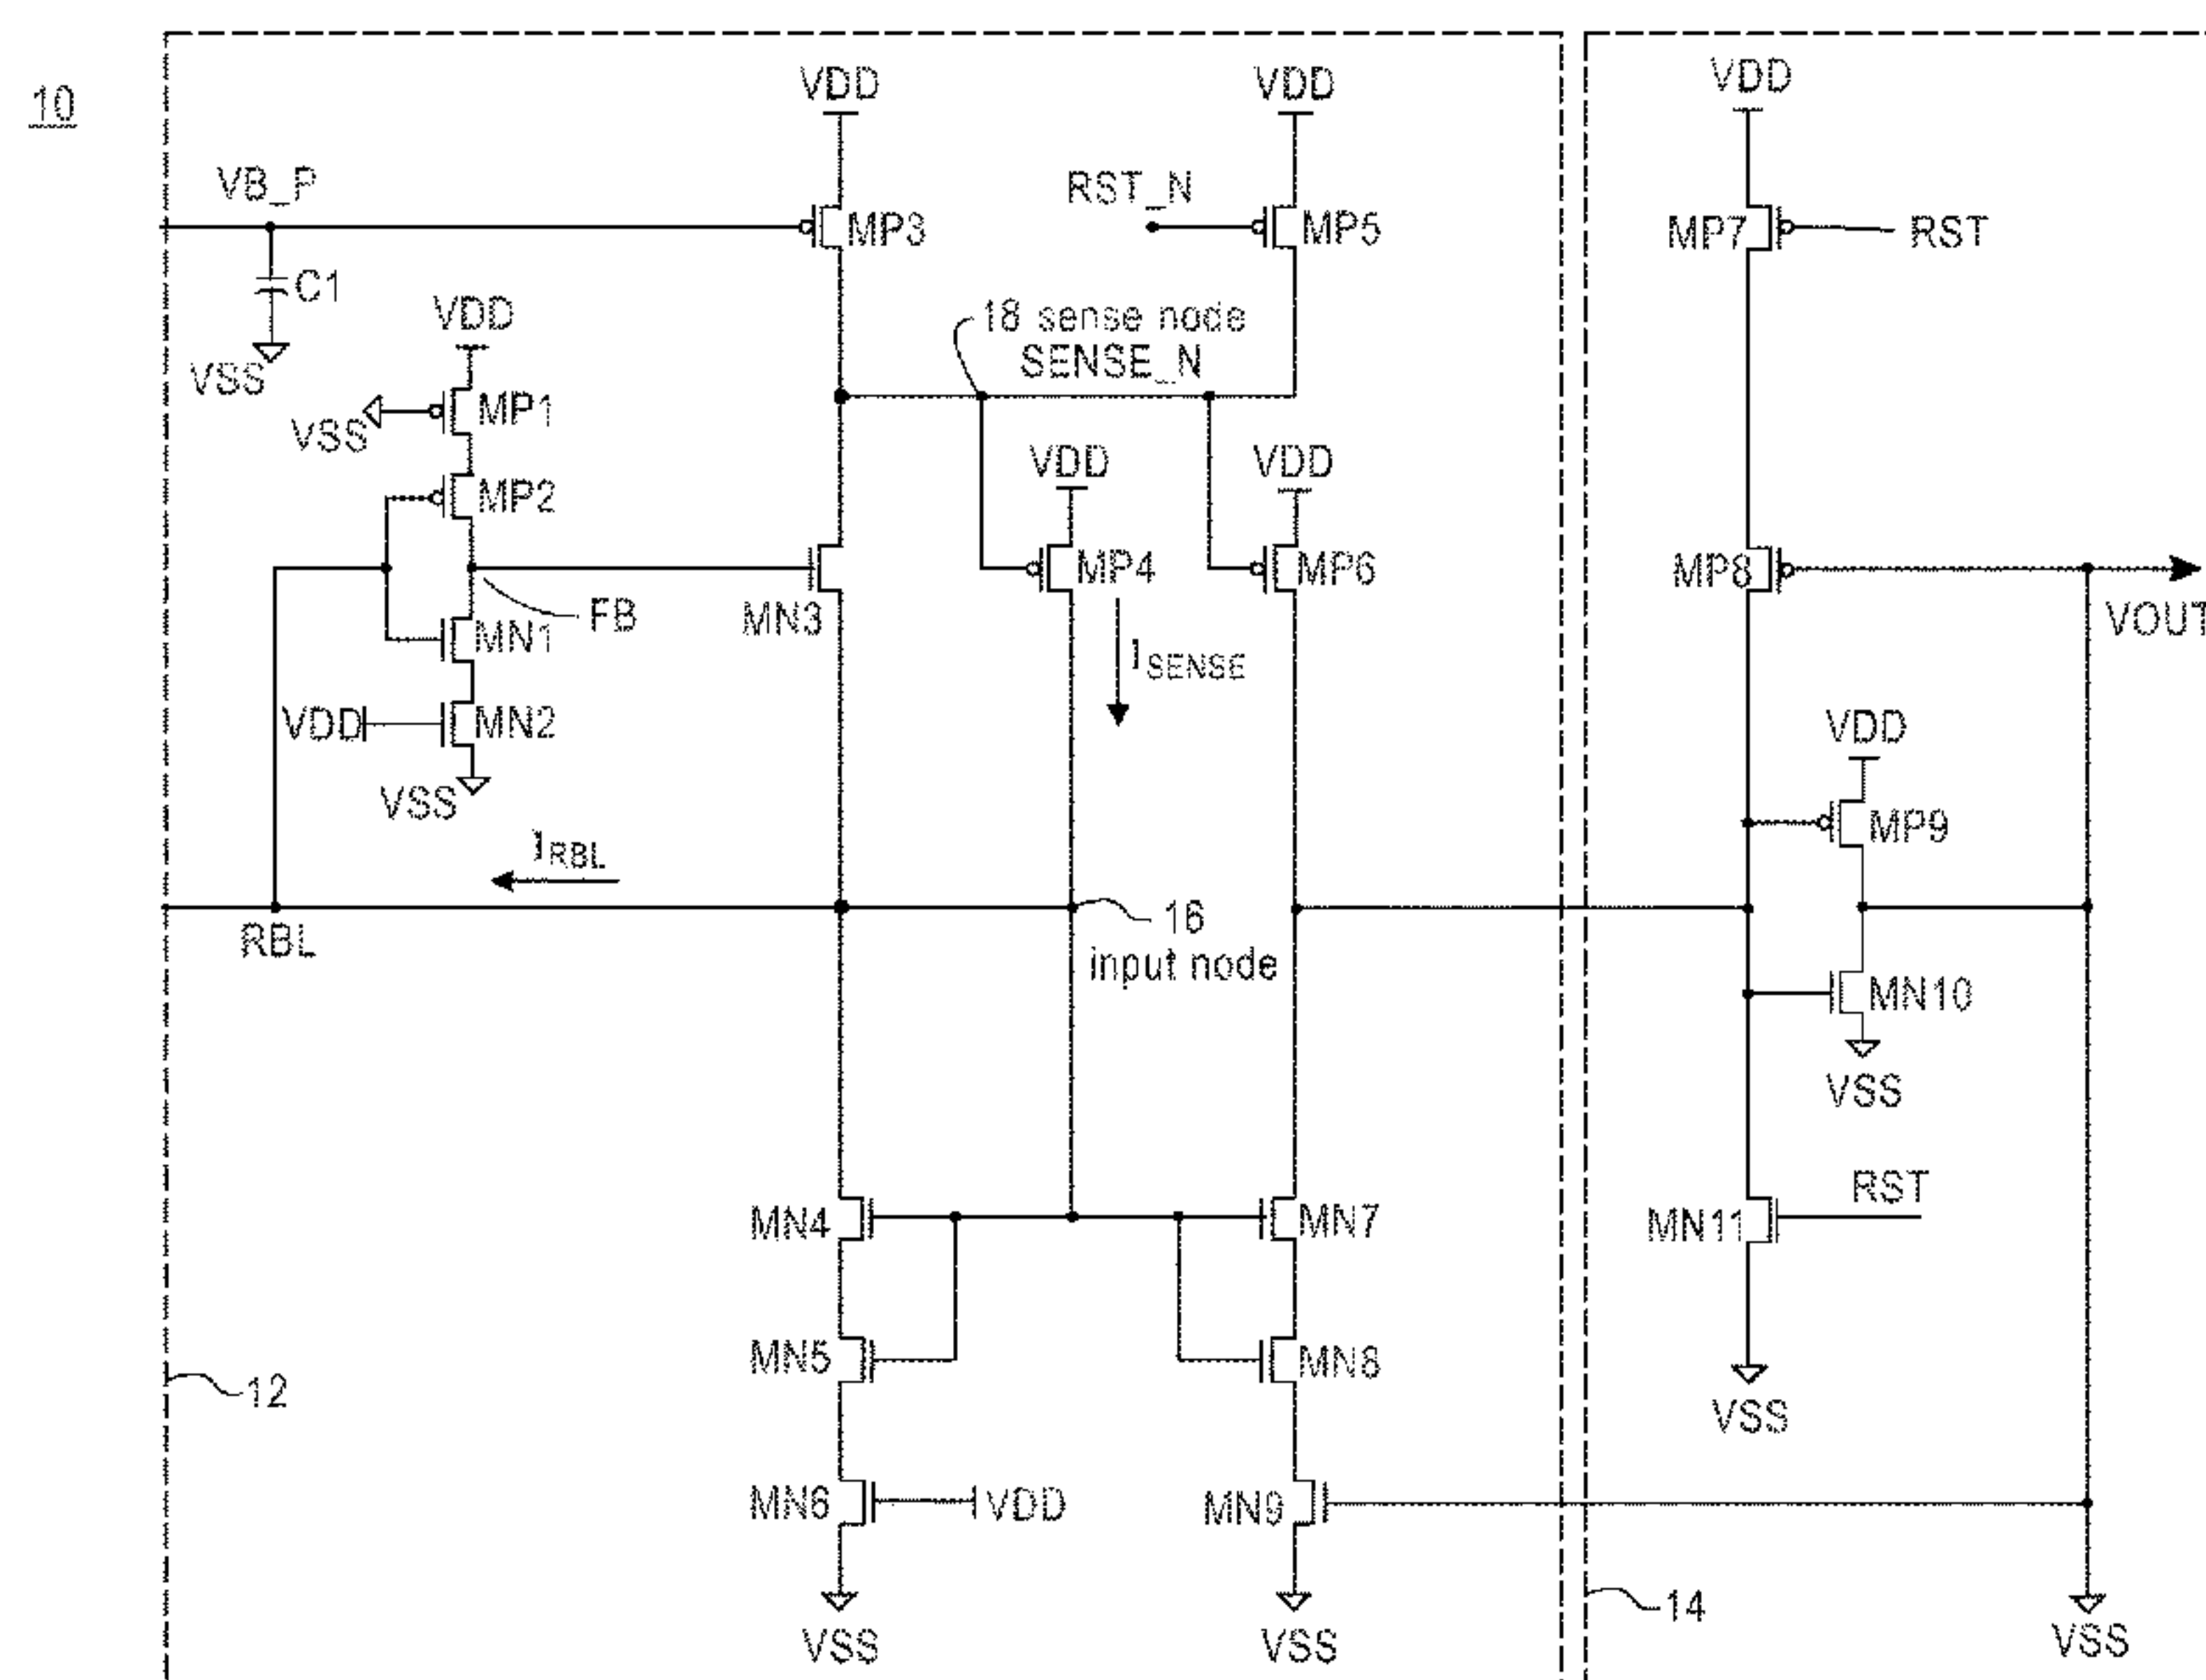 10
VDD
VDD
VDD
VB_P
RST_N
MP3
MP5
MP7
RST
C1
VSS
VDD
18 sense node
SENSE_N
VSS
MP1
VDD
VDD
MP2
MP4
MP6
MP8
VOUT
FB
MN3
MN1
ISENSE
VDD
MN2
VSS
VDD
MP9
IRBL
RBL
16
input node
MN10
VSS
MN4
MN7
RST
MN11
MN5
MN8
12
VSS
MN6
VDD
MN9
14
VSS
VSS
VSS